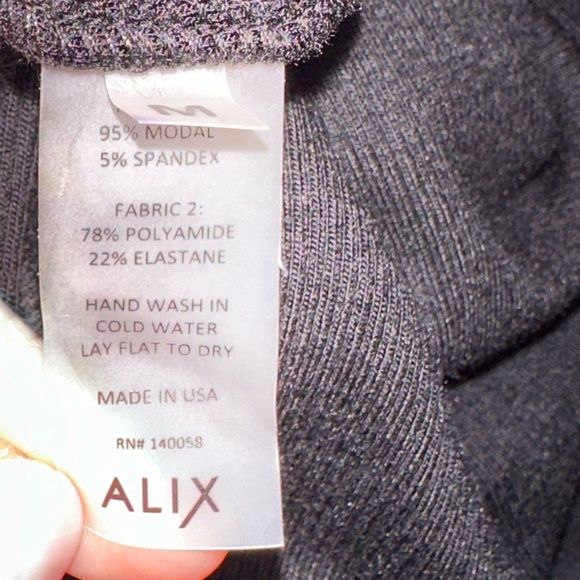 M
95% MODAL
5% SPANDEX
FABRIC 2:
78% POLYAMIDE
22% ELASTANE
HAND WASH IN
COLD WATER
LAY FLAT TO DRY
MADE IN USA
RN# 140058
ALIX